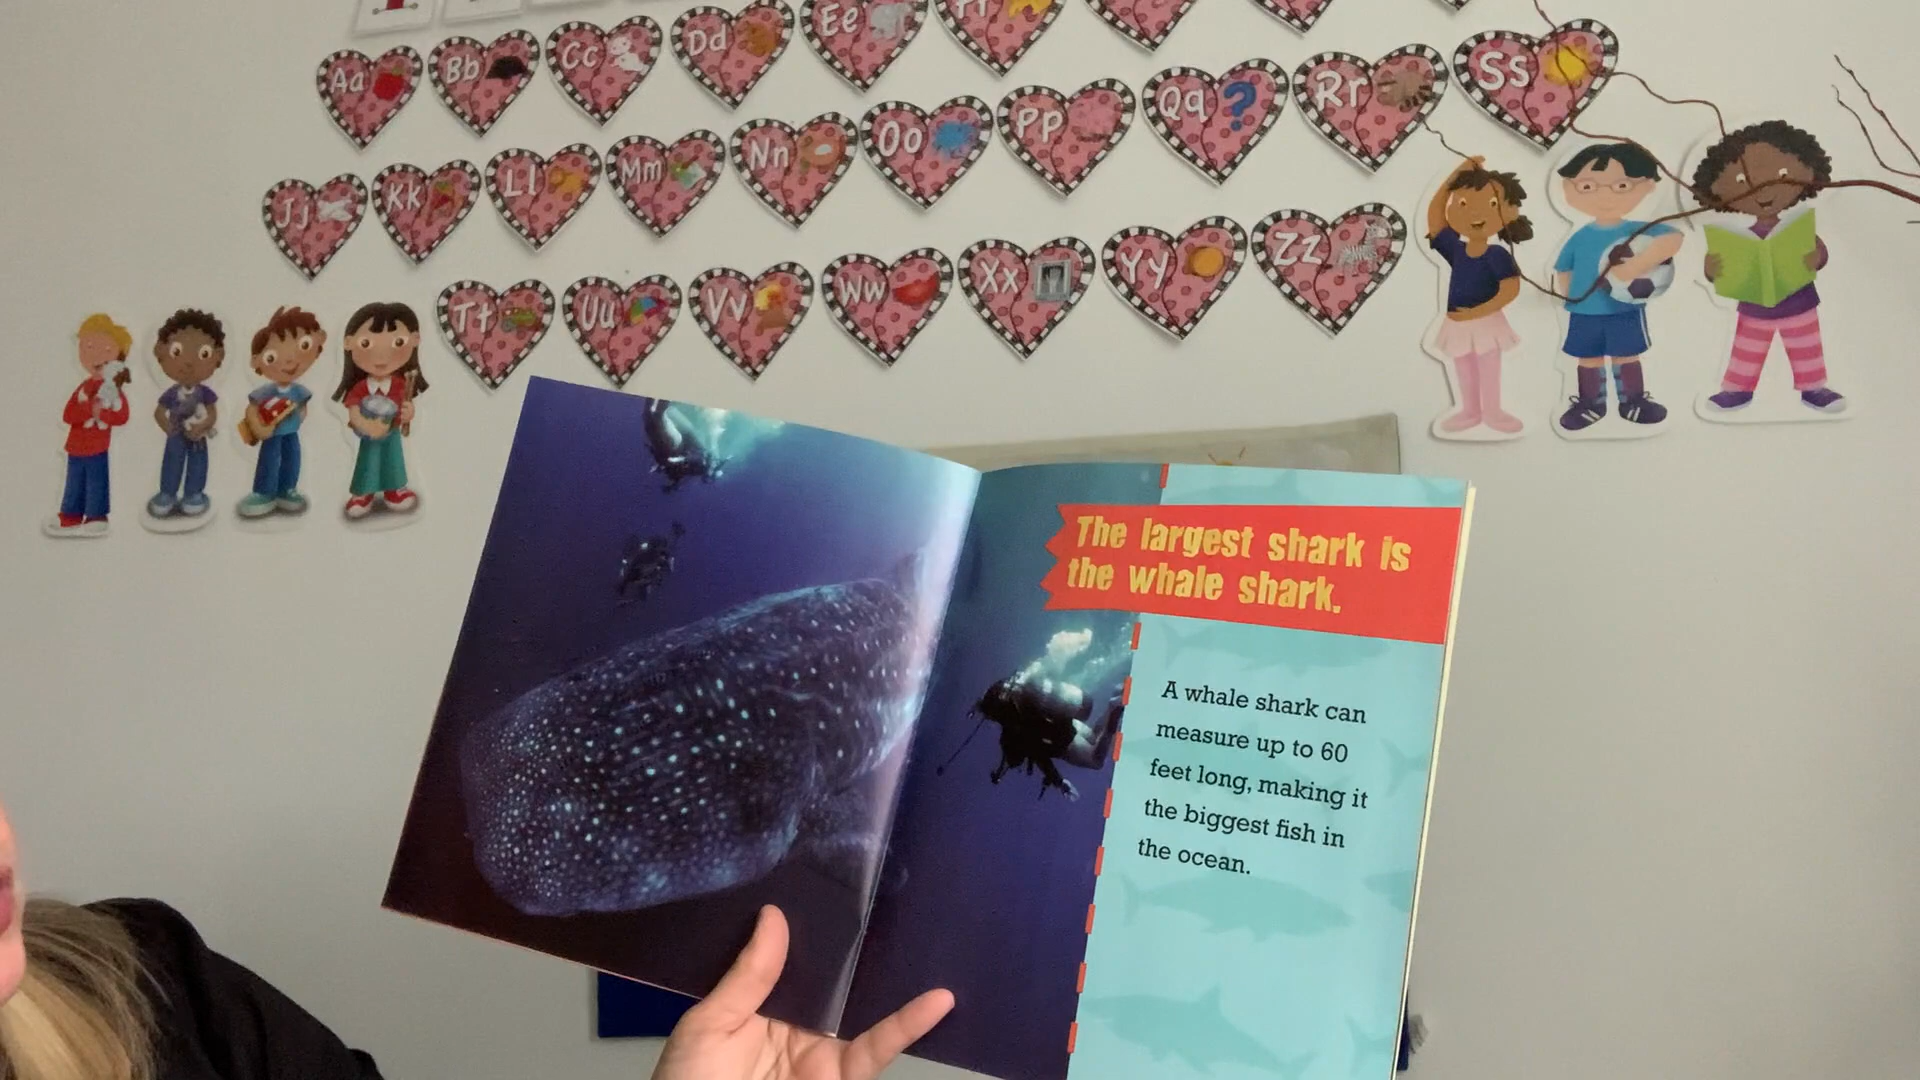 Aa Bb Cc Dd Ee Ff
Jj Kk Ll Mm Nn Oo Pp Qq Rr Ss
Tt Uu Vv Ww Xx Yy Zz
The largest shark is
the whale shark.
A whale shark can
measure up to 60
feet long, making it
the biggest fish in
the ocean.